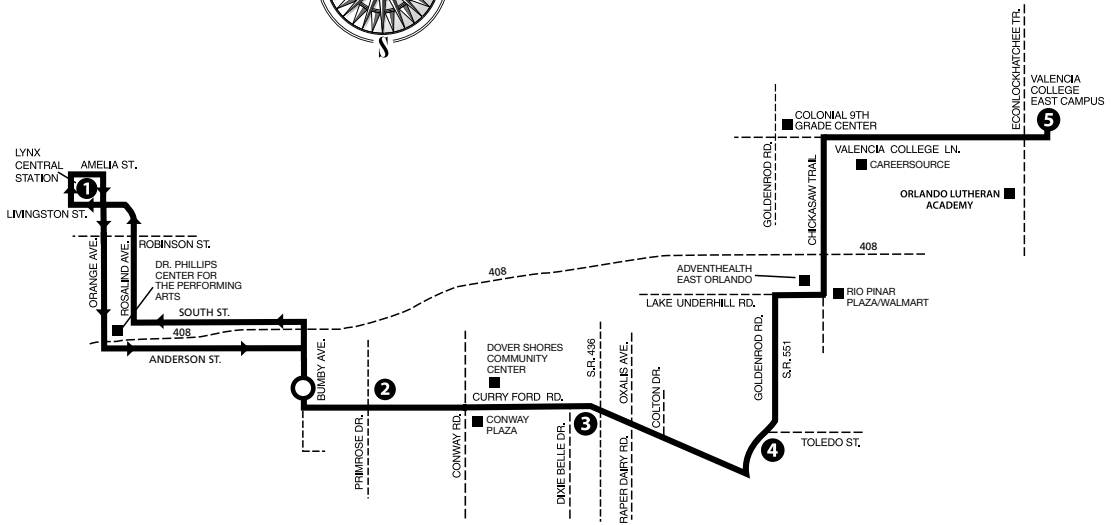 S
ECONLOCKHATCHEE TR.
VALENCIA
COLLEGE
EAST CAMPUS
5
COLONIAL 9TH
GRADE CENTER
GOLDENROD RD.
VALENCIA COLLEGE LN.
CAREERSOURCE
CHICKASAW TRAIL
ORLANDO LUTHERAN
ACADEMY
LYNX
CENTRAL
STATION
AMELIA ST.
1
LIVINGSTON ST.
ORANGE AVE.
ROSALIND AVE.
ROBINSON ST.
DR. PHILLIPS
CENTER FOR
THE PERFORMING
ARTS
SOUTH ST.
408
ANDERSON ST.
408
408
ADVENTHEALTH
EAST ORLANDO
LAKE UNDERHILL RD.
RIO PINAR
PLAZA/WALMART
BUMBY AVE.
PRIMROSE DR.
2
CONWAY RD.
DOVER SHORES
COMMUNITY
CENTER
CURRY FORD RD.
CONWAY
PLAZA
DIXIE BELLE DR.
3
S.R. 436
OXALIS AVE.
RAPER DAIRY RD.
COLTON DR.
GOLDENROD RD.
S.R. 551
4
TOLEDO ST.